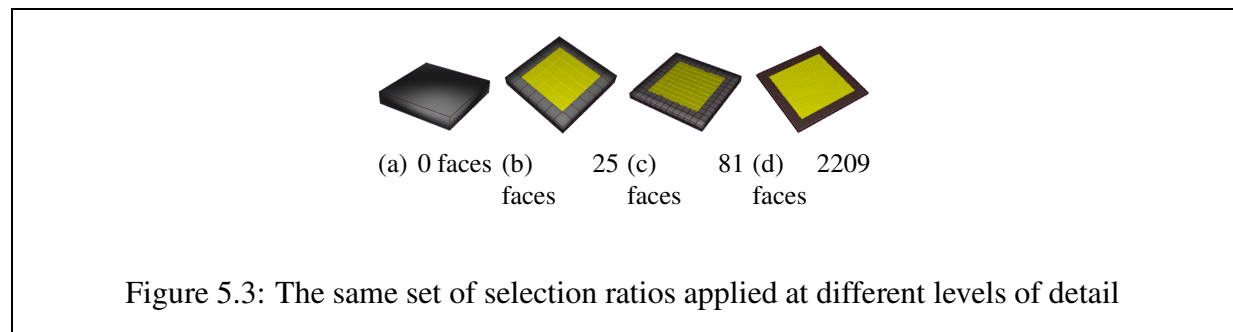 (a) 0 faces (b) 25 (c) 81 (d) 2209
faces faces faces
Figure 5.3: The same set of selection ratios applied at different levels of detail